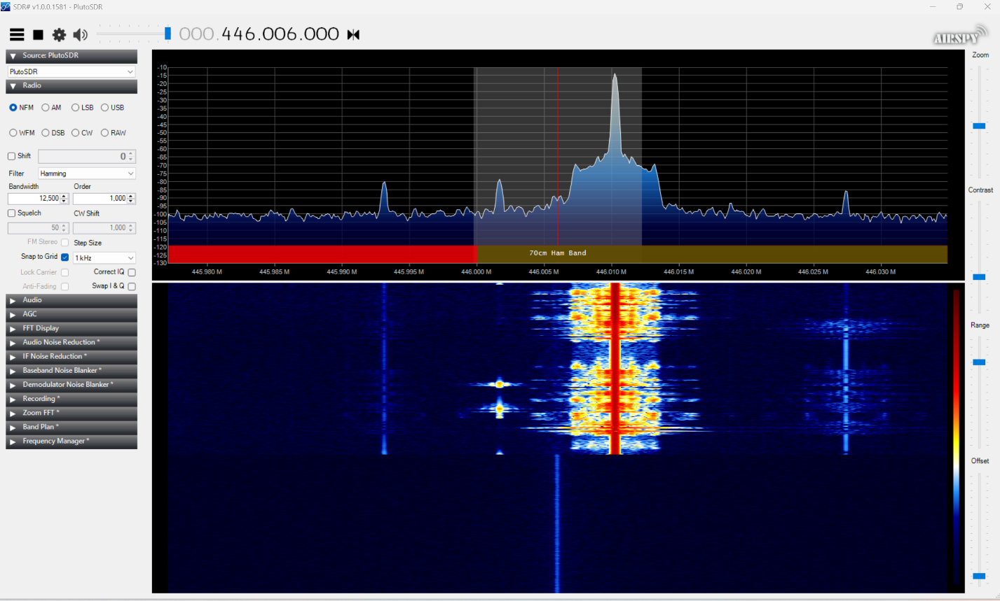 SDR# v1.0.0.1581 - PlutoSDR
000.446.006.000
AIRSPY
Source: PlutoSDR
PlutoSDR
Radio
NFM AM LSB USB
WFM DSB CW RAW
Shift 0
Filter Hamming
Bandwidth Order
12,500 1,000
Squelch CW Shift
50 1,000
FM Stereo Step Size
Snap to Grid 1 kHz
Lock Carrier Correct IQ
Anti-Fading Swap I & Q
Audio
AGC
FFT Display
Audio Noise Reduction *
IF Noise Reduction *
Baseband Noise Blanker *
Demodulator Noise Blanker *
Recording *
Zoom FFT *
Band Plan *
Frequency Manager *
-10
-15
-20
-25
-30
-35
-40
-45
-50
-55
-60
-65
-70
-75
-80
-85
-90
-95
-100
-105
-110
-115
-120
-125
-130
70cm Ham Band
445.980 M 445.985 M 445.990 M 445.995 M 446.000 M 446.005 M 446.010 M 446.015 M 446.020 M 446.025 M 446.030 M
Zoom
Contrast
Range
Offset